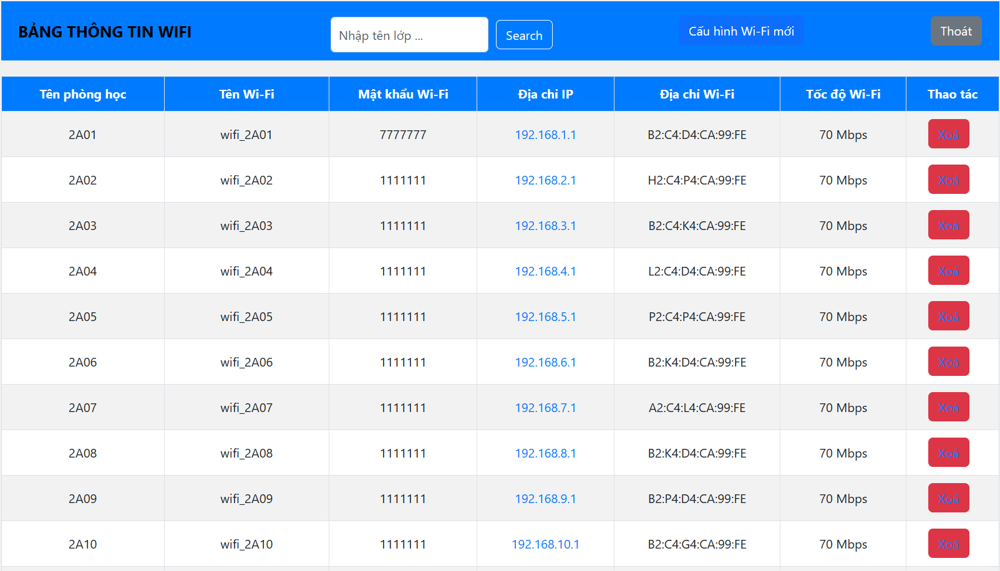 BẢNG THÔNG TIN WIFI Nhập tên lớp ... Search Cấu hình Wi-Fi mới Thoát
Tên phòng học Tên Wi-Fi Mật khẩu Wi-Fi Địa chỉ IP Địa chỉ Wi-Fi Tốc độ Wi-Fi Thao tác
2A01 wifi_2A01 7777777 192.168.1.1 B2:C4:D4:CA:99:FE 70 Mbps Xoá
2A02 wifi_2A02 1111111 192.168.2.1 H2:C4:P4:CA:99:FE 70 Mbps Xoá
2A03 wifi_2A03 1111111 192.168.3.1 B2:C4:K4:CA:99:FE 70 Mbps Xoá
2A04 wifi_2A04 1111111 192.168.4.1 L2:C4:D4:CA:99:FE 70 Mbps Xoá
2A05 wifi_2A05 1111111 192.168.5.1 P2:C4:P4:CA:99:FE 70 Mbps Xoá
2A06 wifi_2A06 1111111 192.168.6.1 B2:K4:D4:CA:99:FE 70 Mbps Xoá
2A07 wifi_2A07 1111111 192.168.7.1 A2:C4:L4:CA:99:FE 70 Mbps Xoá
2A08 wifi_2A08 1111111 192.168.8.1 B2:K4:D4:CA:99:FE 70 Mbps Xoá
2A09 wifi_2A09 1111111 192.168.9.1 B2:P4:D4:CA:99:FE 70 Mbps Xoá
2A10 wifi_2A10 1111111 192.168.10.1 B2:C4:G4:CA:99:FE 70 Mbps Xoá